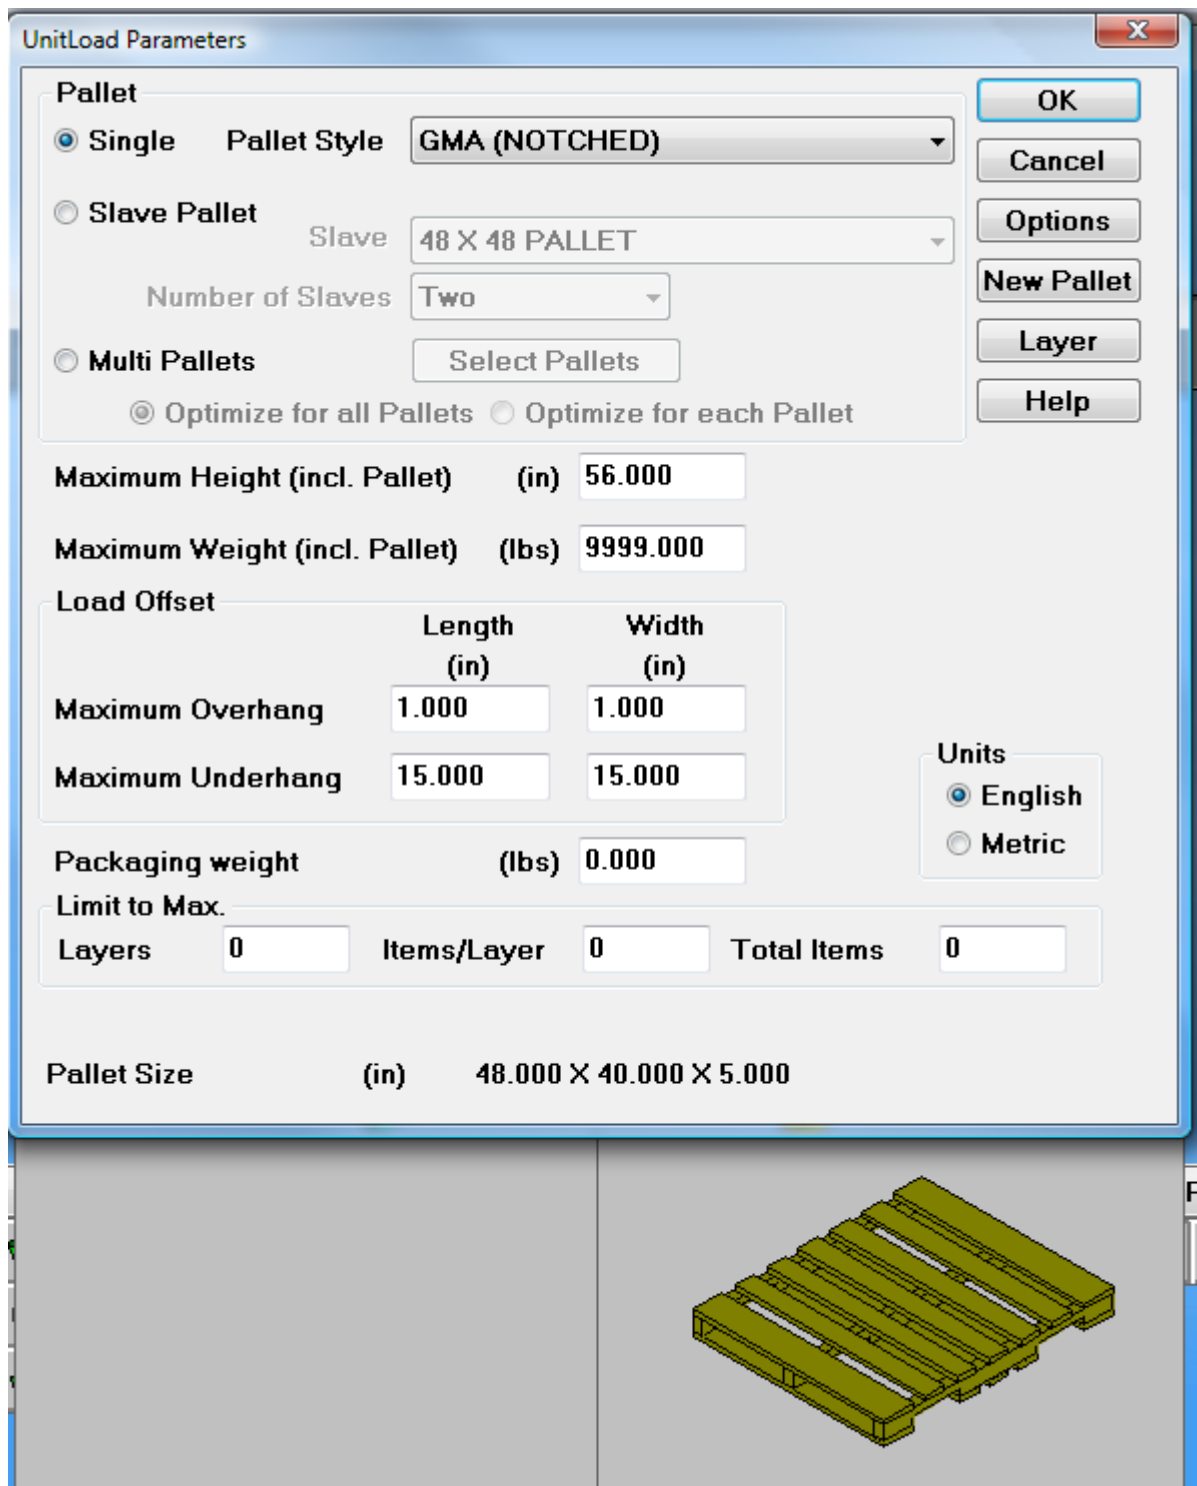 UnitLoad Parameters
Pallet
Single Pallet Style GMA (NOTCHED)
OK
Cancel
Slave Pallet
Slave 48 X 48 PALLET
Options
Number of Slaves Two
New Pallet
Multi Pallets Select Pallets
Layer
Optimize for all Pallets Optimize for each Pallet
Help
Maximum Height (incl. Pallet) (in) 56.000
Maximum Weight (incl. Pallet) (lbs) 9999.000
Load Offset
Length Width
(in) (in)
Maximum Overhang 1.000 1.000
Maximum Underhang 15.000 15.000
Units
English
Metric
Packaging weight (lbs) 0.000
Limit to Max.
Layers 0 Items/Layer 0 Total Items 0
Pallet Size (in) 48.000 X 40.000 X 5.000